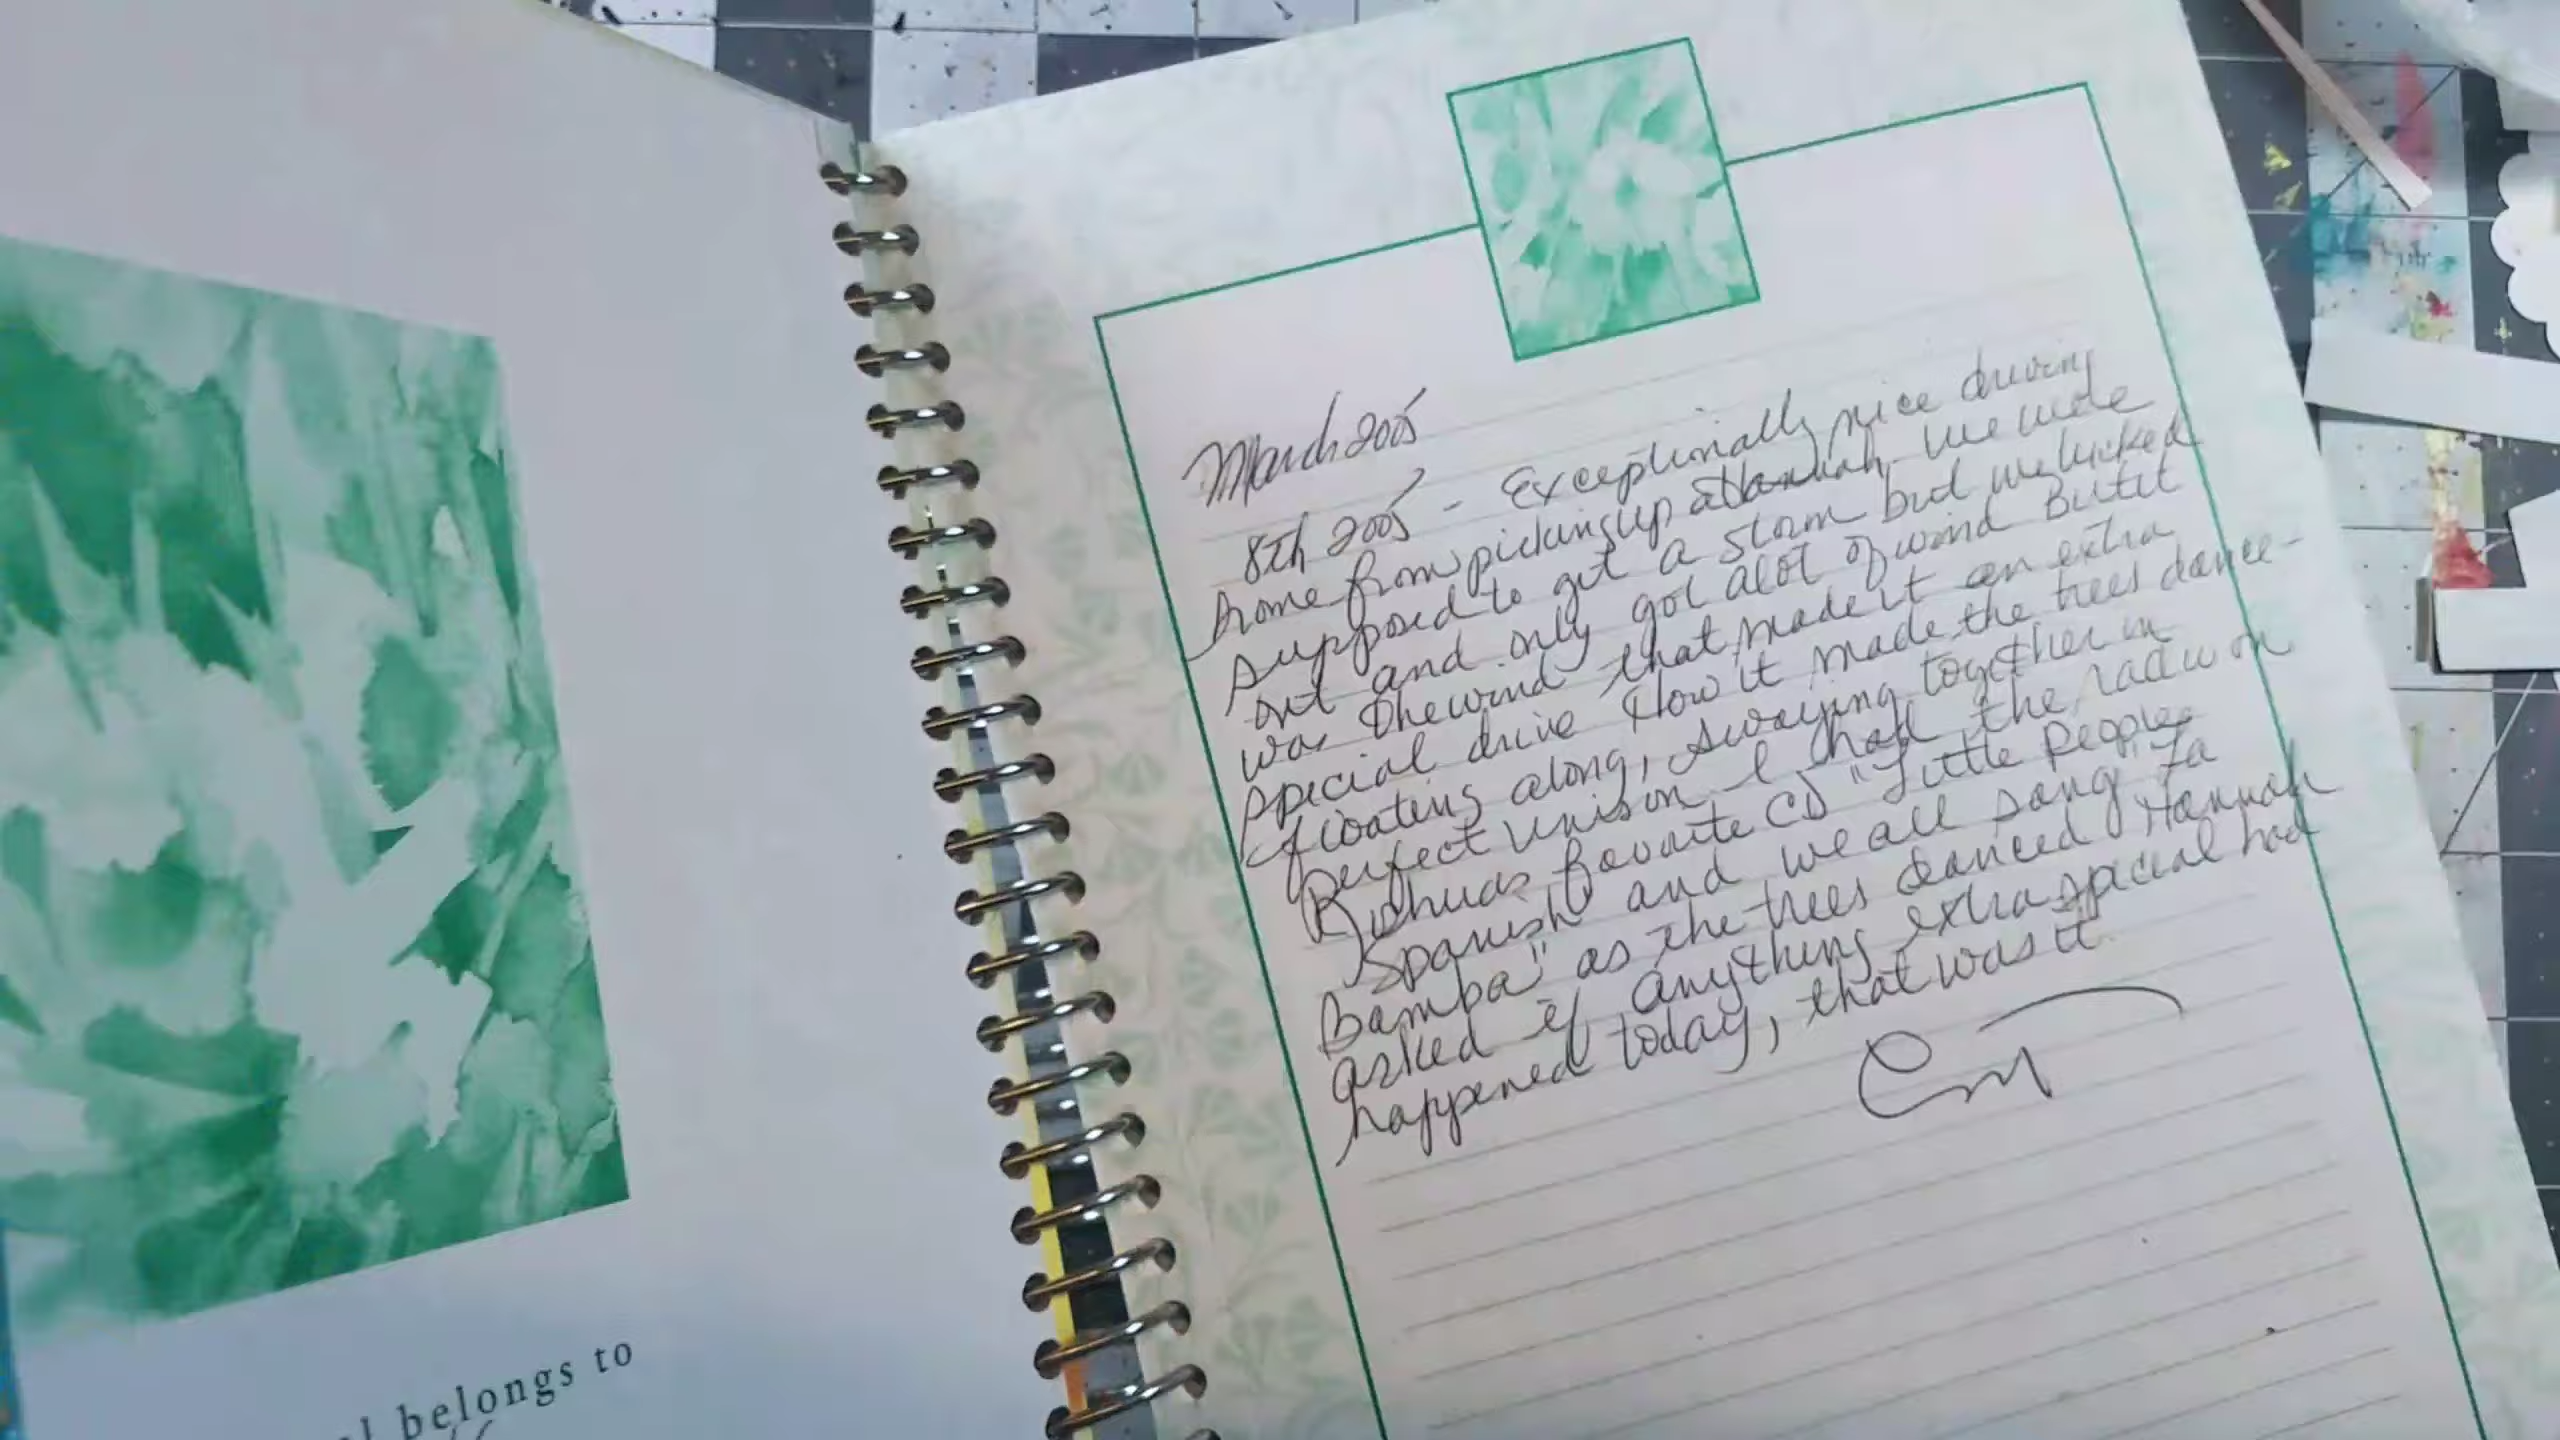 l belongs to
March 2005
8th 2005 - Exceptionally nice driving
home from picking up Hannah. We were
supposed to get a storm but we lucked
out and only got alot of wind But it
was the wind that made it an extra
special drive How it made the trees dance -
floating along, swaying together in
perfect unison I had the radio on
favorite CD "Little People
Spanish" and we all sang "La
Bamba" as the trees danced Hannah
asked if anything extra special had
happened today, that was it.